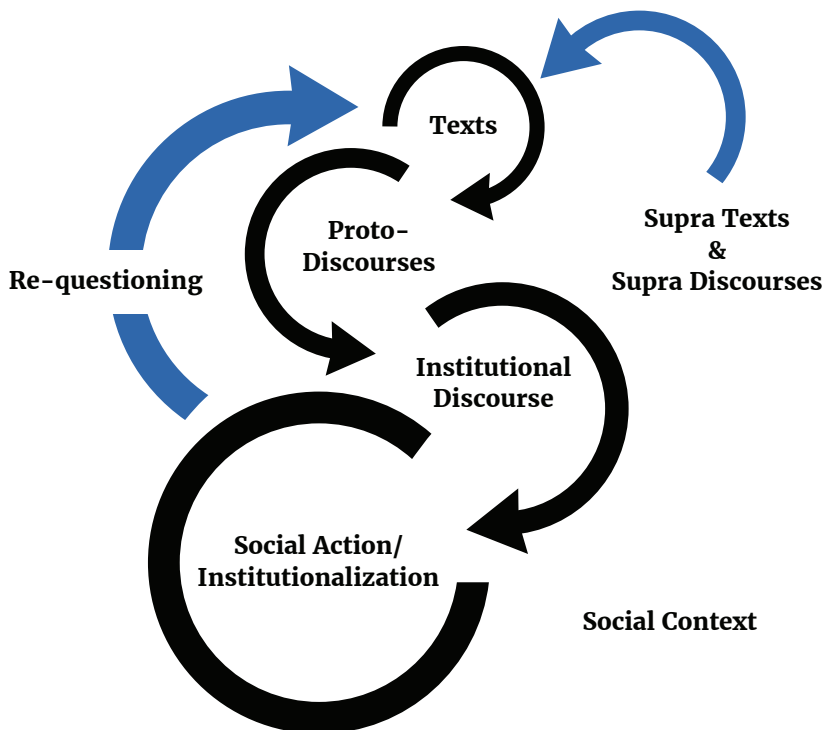 Texts
Proto-
Discourses
Supra Texts
&
Supra Discourses
Re-questioning
Institutional
Discourse
Social Action/
Institutionalization
Social Context